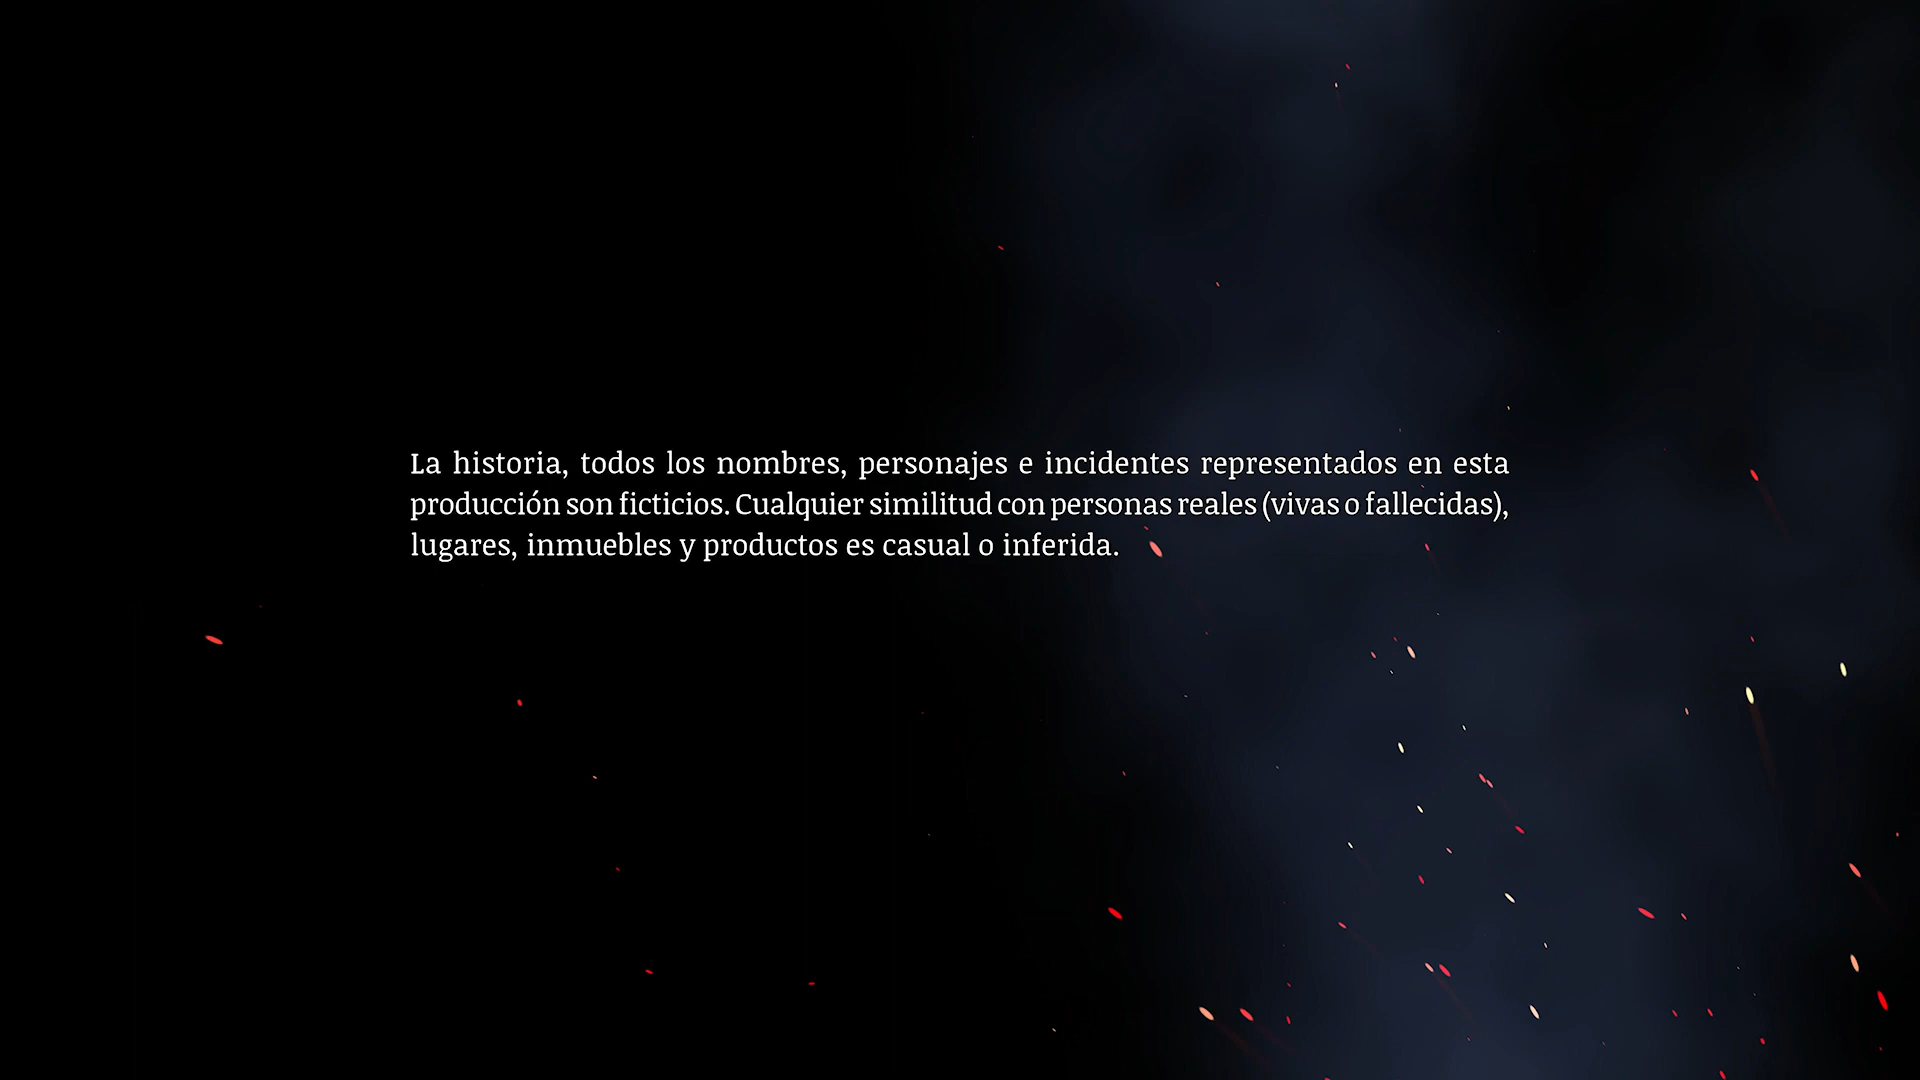 La historia, todos los nombres, personajes e incidentes representados en esta
producción son ficticios. Cualquier similitud con personas reales (vivas o fallecidas),
lugares, inmuebles y productos es casual o inferida.